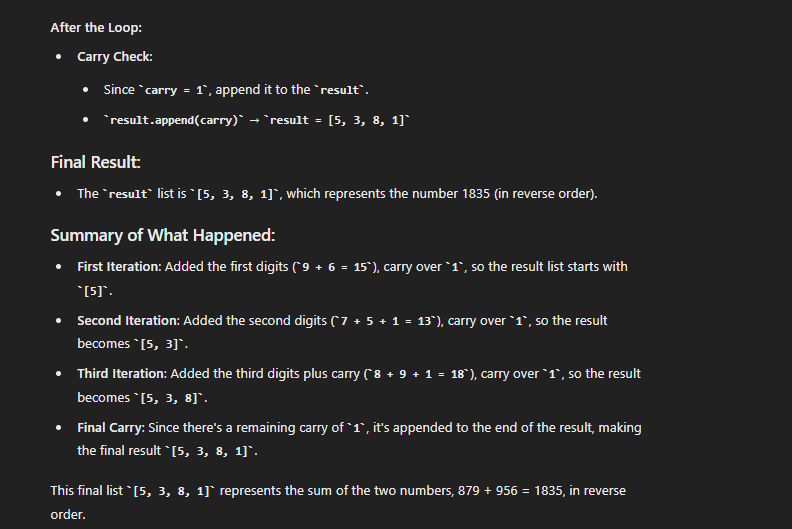 After the Loop:
• Carry Check:
• Since `carry = 1`, append it to the `result`.
• `result.append(carry)` → `result = [5, 3, 8, 1]`
Final Result:
• The `result` list is `[5, 3, 8, 1]`, which represents the number 1835 (in reverse order).
Summary of What Happened:
• First Iteration: Added the first digits (`9 + 6 = 15`), carry over `1`, so the result list starts with
`[5]`.
• Second Iteration: Added the second digits (`7 + 5 + 1 = 13`), carry over `1`, so the result
becomes `[5, 3]`.
• Third Iteration: Added the third digits plus carry (`8 + 9 + 1 = 18`), carry over `1`, so the result
becomes `[5, 3, 8]`.
• Final Carry: Since there's a remaining carry of `1`, it's appended to the end of the result, making
the final result `[5, 3, 8, 1]`.
This final list `[5, 3, 8, 1]` represents the sum of the two numbers, 879 + 956 = 1835, in reverse
order.